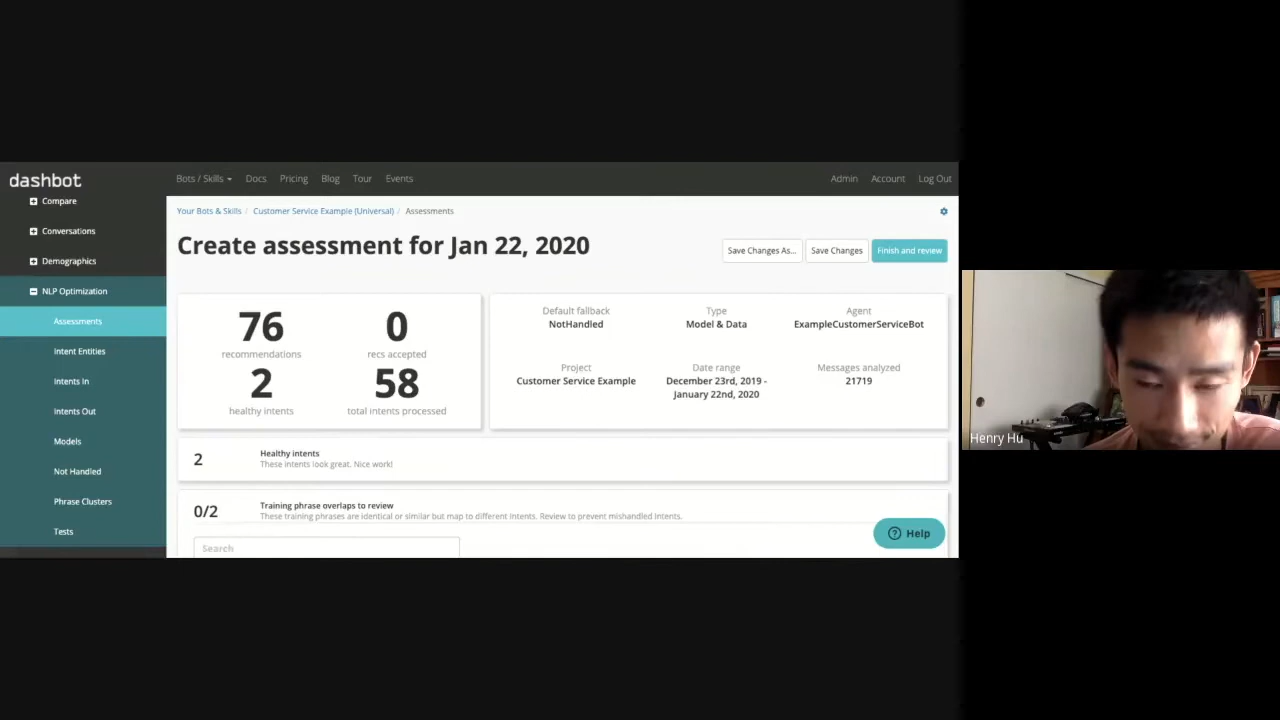 dashbot
Bots / Skills Docs Pricing Blog Tour Events
Admin Account Log Out
Compare
Conversations
Demographics
NLP Optimization
Assessments
Intent Entities
Intents In
Intents Out
Models
Not Handled
Phrase Clusters
Tests
Your Bots & Skills / Customer Service Example (Universal) / Assessments
Create assessment for Jan 22, 2020
Save Changes As... Save Changes Finish and review
76 0
recommendations recs accepted
2 58
healthy intents total intents processed
Default fallback Type Agent
NotHandled Model & Data ExampleCustomerServiceBot
Project Date range Messages analyzed
Customer Service Example December 23rd, 2019 - 21719
January 22nd, 2020
2 Healthy intents
These intents look great. Nice work!
0/2 Training phrase overlaps to review
These training phrases are identical or similar but map to different intents. Review to prevent mishandled intents.
Search
Help
Henry Hu